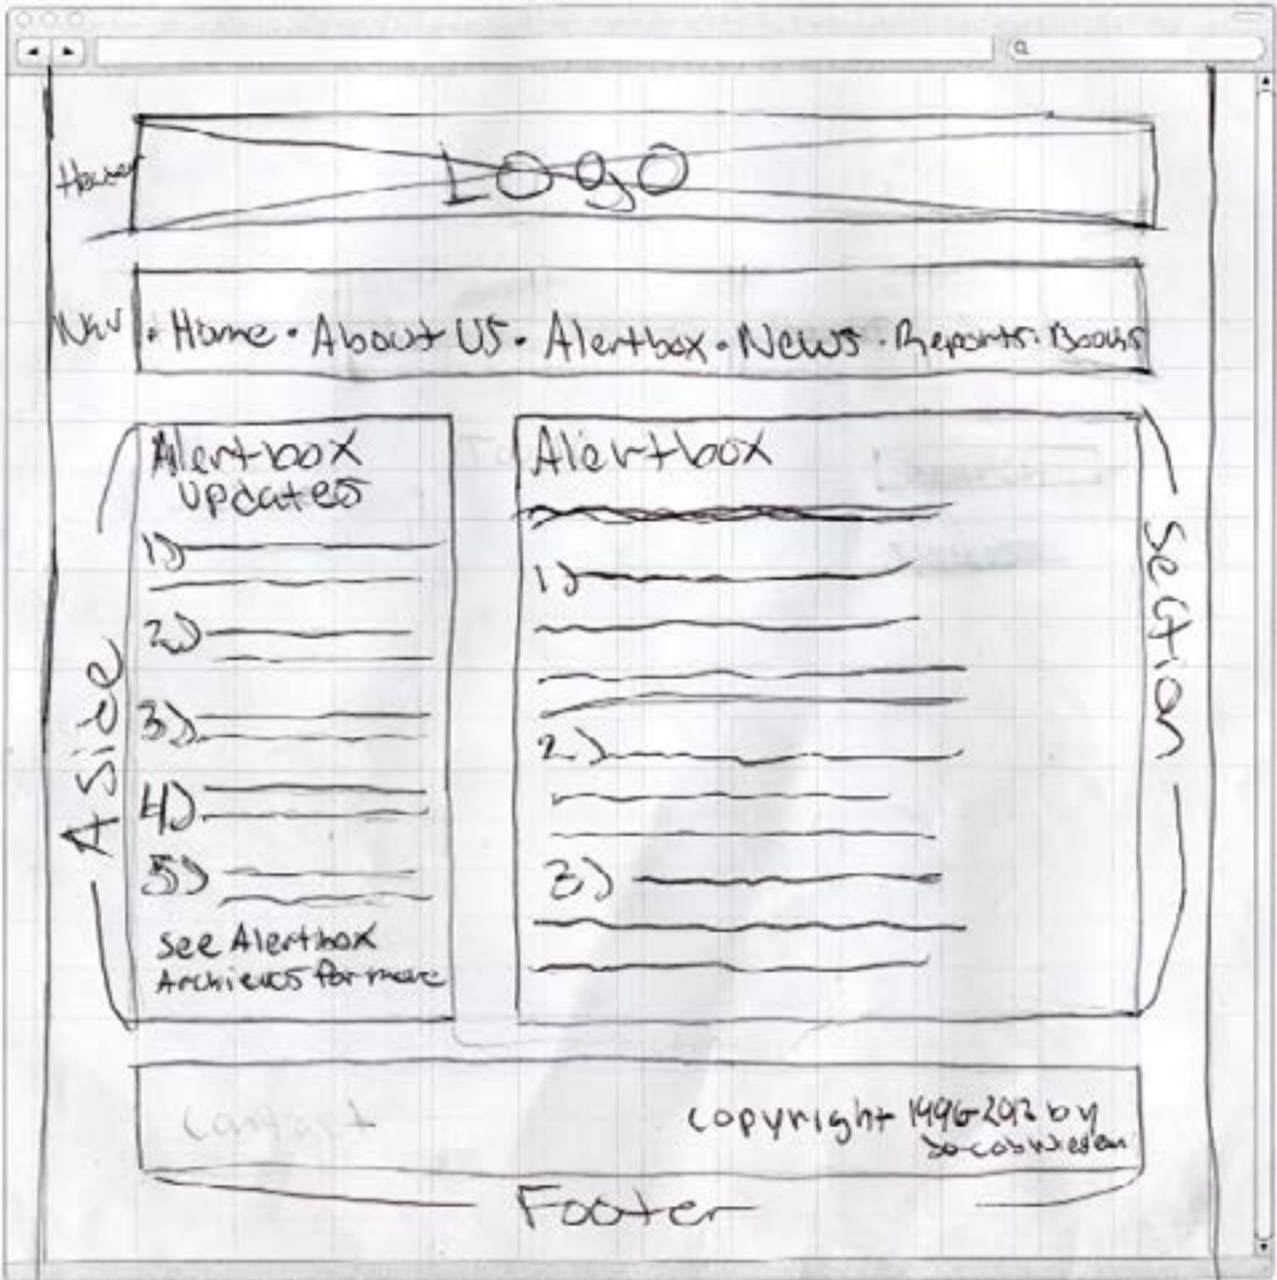 Header
Logo
Nav
• Home • About US • Alertbox • News • Reports • Books
Aside
Alertbox
updates
1)
2)
3)
4)
5)
see Alertbox
Archieves for more
Alertbox
1)
2)
3)
Section
Contact
copyright 1996-2012 by
Footer